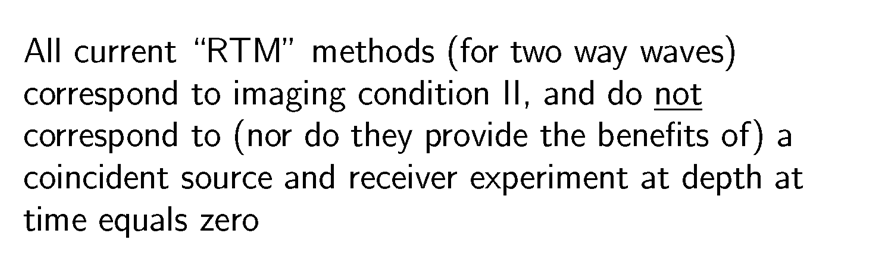 All current “RTM” methods (for two way waves)
correspond to imaging condition II, and do not
correspond to (nor do they provide the benefits of) a
coincident source and receiver experiment at depth at
time equals zero